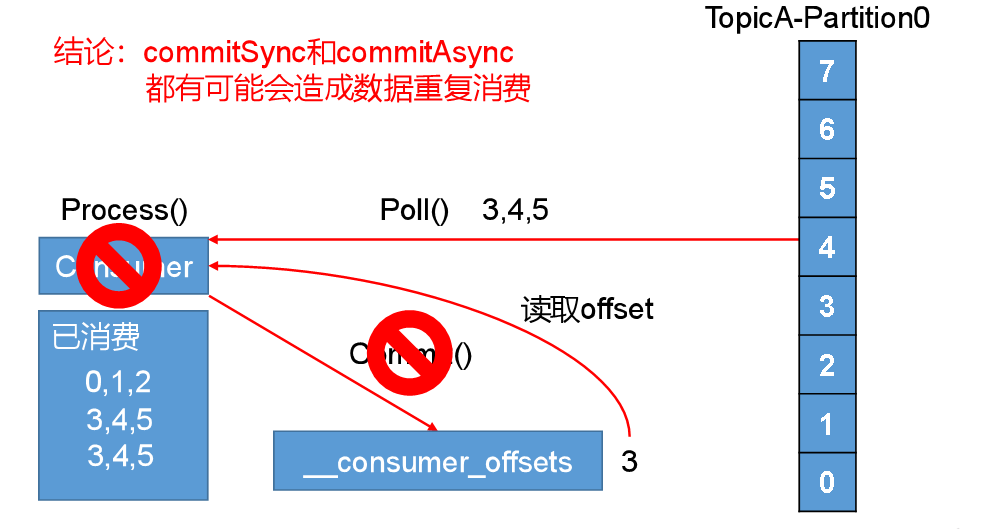 TopicA-Partition0
结论：commitSync和commitAsync
都有可能会造成数据重复消费
7
6
5
4
3
2
1
0
Process()
Poll() 3,4,5
Consumer
读取offset
已消费
0,1,2
3,4,5
3,4,5
Commit()
__consumer_offsets
3